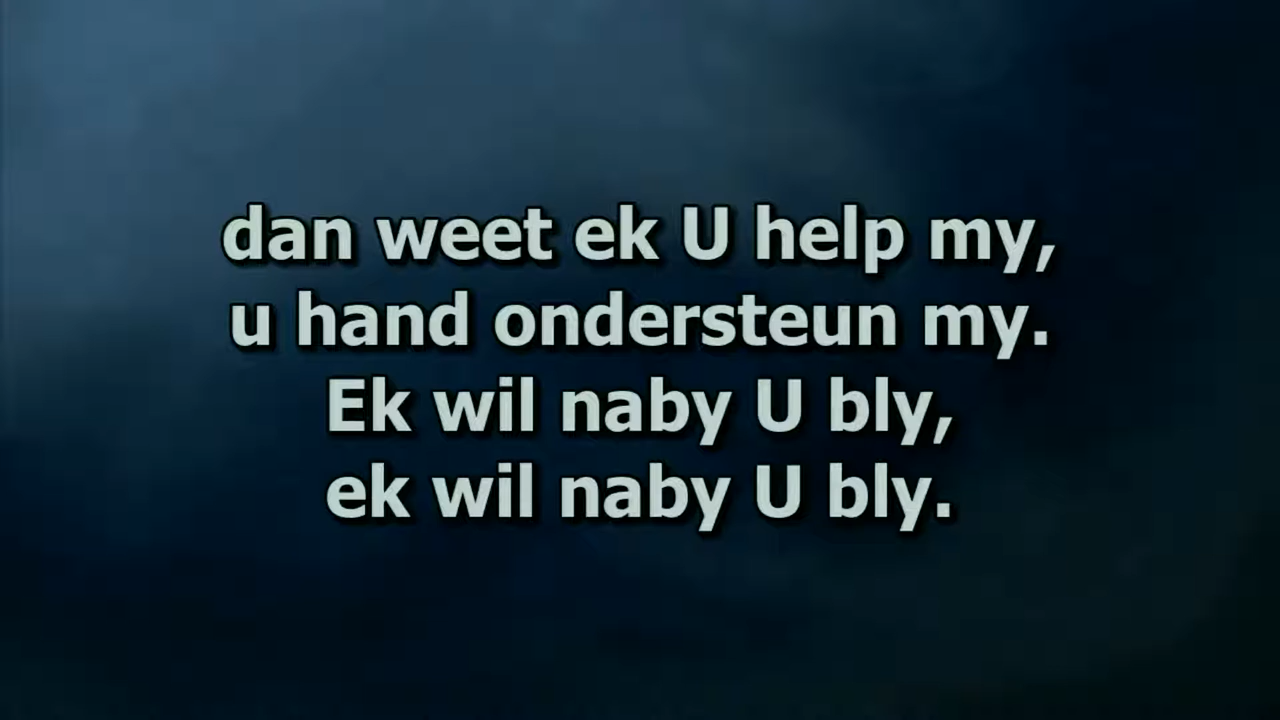 dan weet ek U help my,
u hand ondersteun my.
Ek wil naby U bly,
ek wil naby U bly.